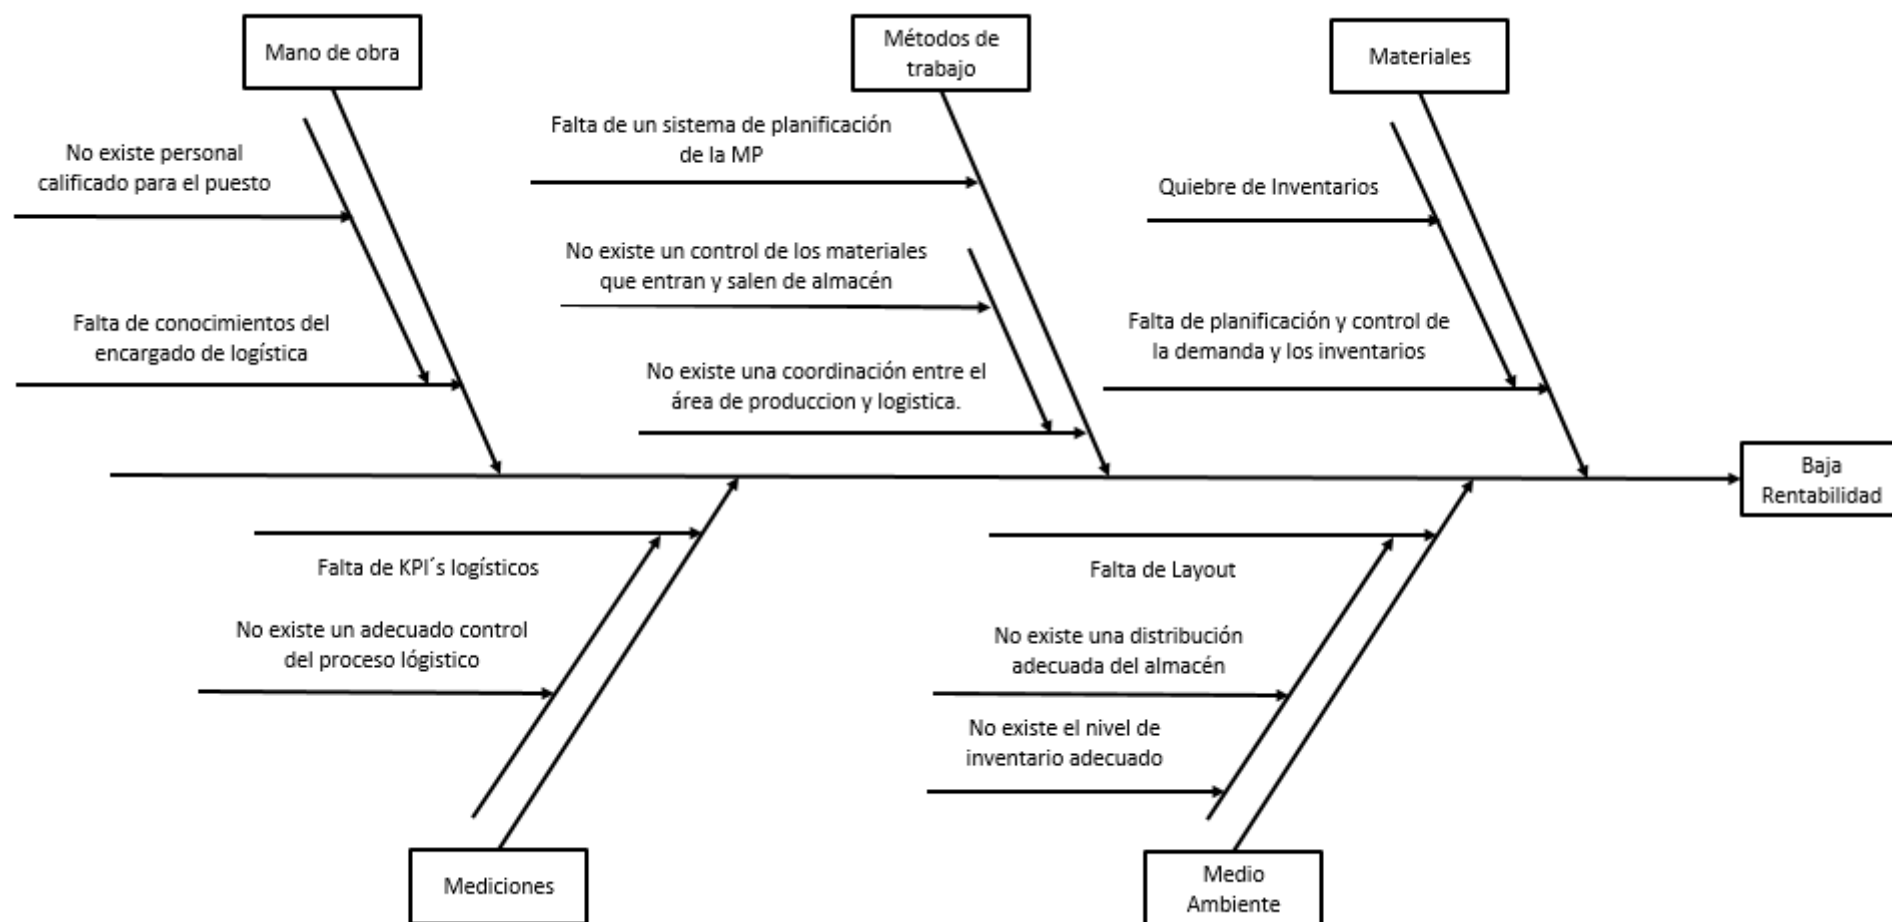 Mano de obra
Métodos de
trabajo
Materiales
Falta de un sistema de planificación
de la MP
No existe personal
calificado para el puesto
Quiebre de Inventarios
No existe un control de los materiales
que entran y salen de almacén
Falta de conocimientos del
encargado de logística
Falta de planificación y control de
la demanda y los inventarios
No existe una coordinación entre el
área de produccion y logistica.
Baja
Rentabilidad
Falta de KPI´s logísticos
Falta de Layout
No existe un adecuado control
del proceso lógistico
No existe una distribución
adecuada del almacén
No existe el nivel de
inventario adecuado
Mediciones
Medio
Ambiente